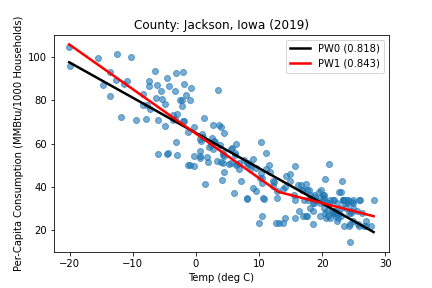 County: Jackson, Iowa (2019)
PW0 (0.818)
PW1 (0.843)
Per-Capita Consumption (MMBtu/1000 Households)
100
80
60
40
20
−20 −10 0 10 20 30
Temp (deg C)